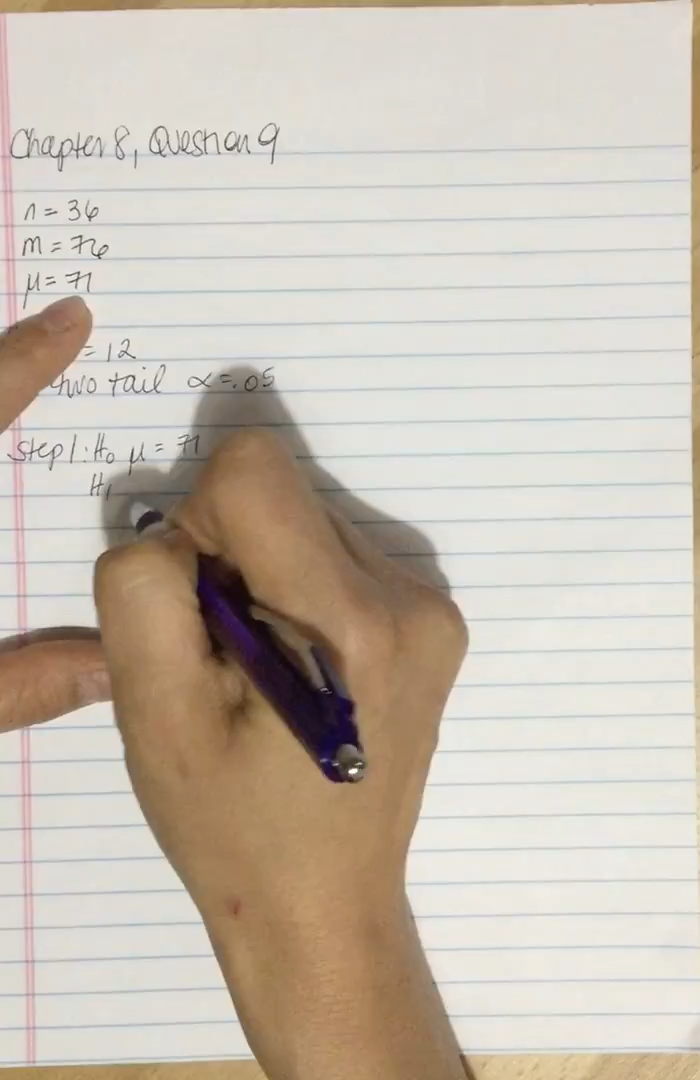 Chapter 8, Question 9
n = 36
m = 76
μ = 71
= 12
two tail α = .05
Step 1: H₀ μ = 71
H₁